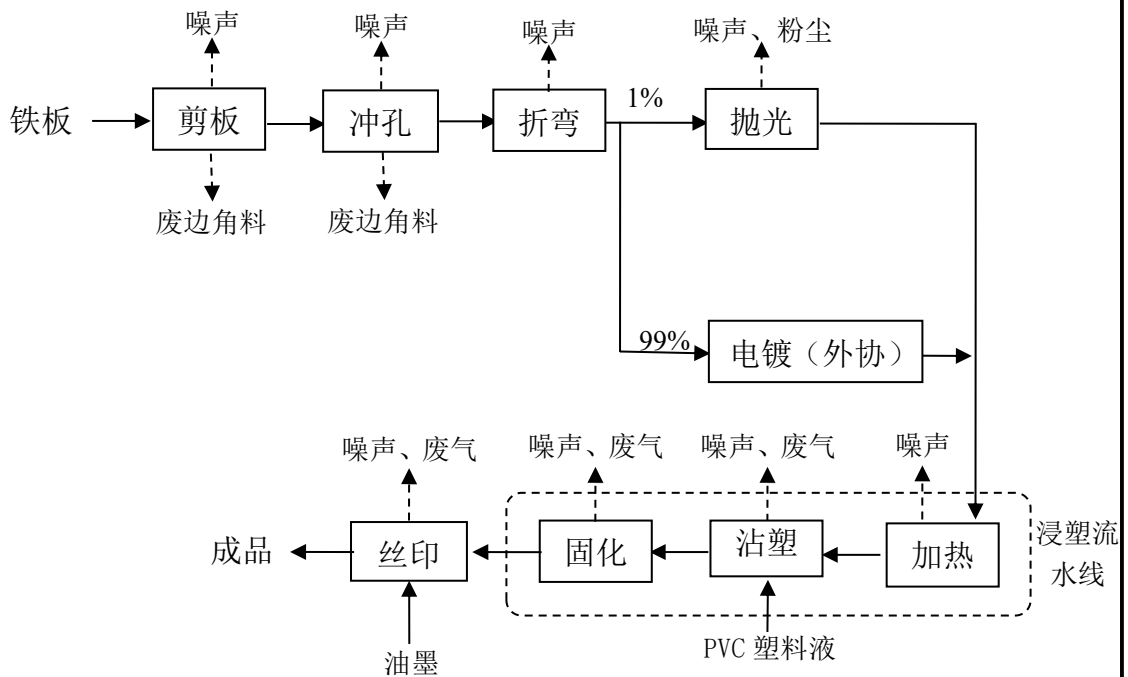 噪声
噪声
噪声
噪声、粉尘
铁板
剪板
冲孔
折弯
1%
抛光
废边角料
废边角料
99%
电镀（外协）
噪声、废气
噪声、废气
噪声、废气
噪声
成品
丝印
固化
沾塑
加热
浸塑流
水线
油墨
PVC 塑料液